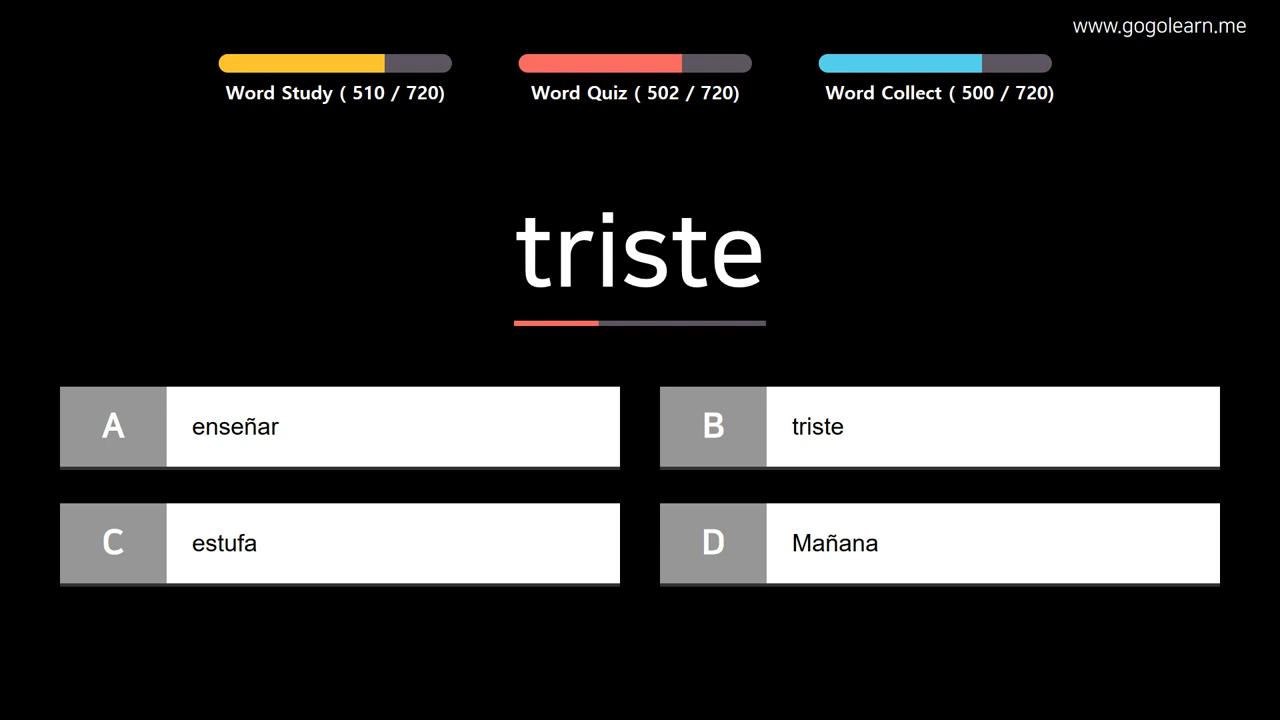 www.gogolearn.me
Word Study ( 510 / 720)
Word Quiz ( 502 / 720)
Word Collect ( 500 / 720)
triste
A enseñar
B triste
C estufa
D Mañana